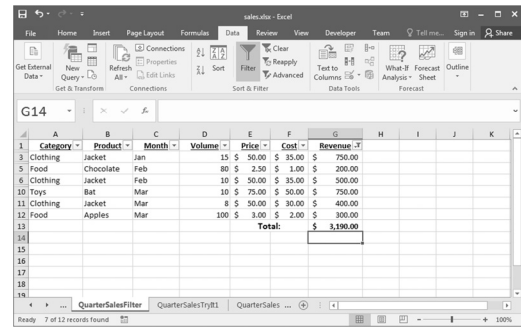 sales.xlsx - Excel
File Home Insert Page Layout Formulas Data Review View Developer Team Tell me... Sign in Share
Get External Data New Query Refresh All Connections Properties Edit Links Sort Filter Clear Reapply Advanced Text to Columns What-If Analysis Forecast Sheet Outline
Get & Transform Connections Sort & Filter Data Tools Forecast
G14 fx
A B C D E F G H I J K
1 Category Product Month Volume Price Cost Revenue
3 Clothing Jacket Jan 15 $ 50.00 $ 35.00 $ 750.00
5 Food Chocolate Feb 80 $ 2.50 $ 1.00 $ 200.00
6 Clothing Jacket Feb 10 $ 50.00 $ 35.00 $ 500.00
10 Toys Bat Mar 10 $ 75.00 $ 50.00 $ 750.00
11 Clothing Jacket Mar 8 $ 50.00 $ 30.00 $ 400.00
12 Food Apples Mar 100 $ 3.00 $ 2.00 $ 300.00
13 Total: $ 3,190.00
14
15
16
17
18
19
... QuarterSalesFilter QuarterSalesTryIt1 QuarterSales ...
Ready 7 of 12 records found 100%